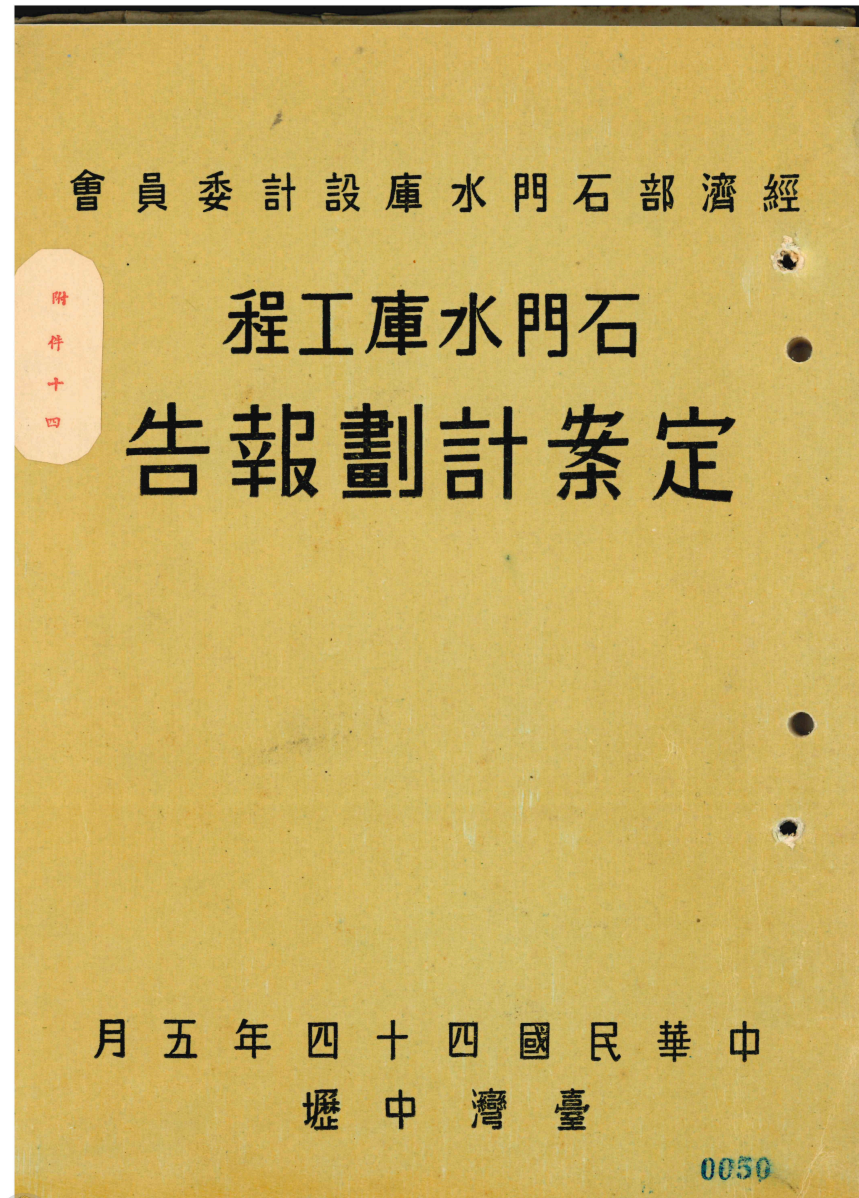 經濟部石門水庫設計委員會
石門水庫工程
定案計劃報告
附件十四
中華民國四十四年五月
臺灣中壢
0050